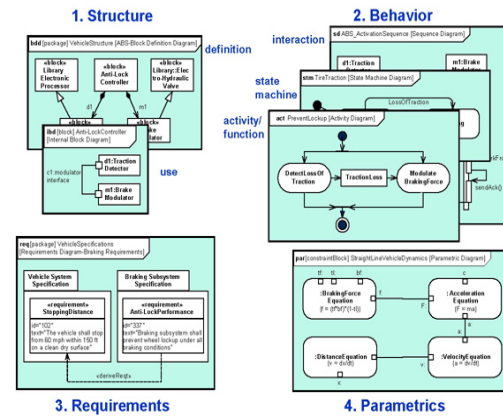 1. Structure
bdd [package] VehicleStructure [ABS-Block Definition Diagram]
definition
«block»
Library::
Electronic
Processor
«block»
Anti-Lock
Controller
«block»
Library::Elec
tro-Hydraulic
Valve
d1
m1
«block»
ibd [block] Anti-LockController
[Internal Block Diagram]
d1:Traction
Detector
c1:modulator
interface
m1:Brake
Modulator
use
2. Behavior
interaction
sd ABS_ActivationSequence [Sequence Diagram]
d1:Traction
m1:Brake
state
machine
stm TireTraction [State Machine Diagram]
LossOfTraction
activity/
function
act PreventLockup [Activity Diagram]
DetectLossOf
Traction
TractionLoss
Modulate
BrakingForce
sendAck()
req [package] VehicleSpecifications
[Requirements Diagram-Braking Requirements]
Vehicle System
Specification
Braking Subsystem
Specification
«requirement»
StoppingDistance
«requirement»
Anti-LockPerformance
id="102"
text="The vehicle shall stop
from 60 mph within 150 ft
on a clean dry surface"
id="337"
text="Braking subsystem shall
prevent wheel lockup under all
braking conditions"
«deriveReqt»
3. Requirements
par [constraintBlock] StraightLineVehicleDynamics [Parametric Diagram]
tf:
tl:
bf:
c
:BrakingForce
Equation
{f = (tf*bf)*(1-tl)}
f:
F:
:Acceleration
Equation
{F = ma}
a:
a:
:DistanceEquation
{v = dx/dt}
v:
v:
:VelocityEquation
{a = dv/dt}
x:
4. Parametrics